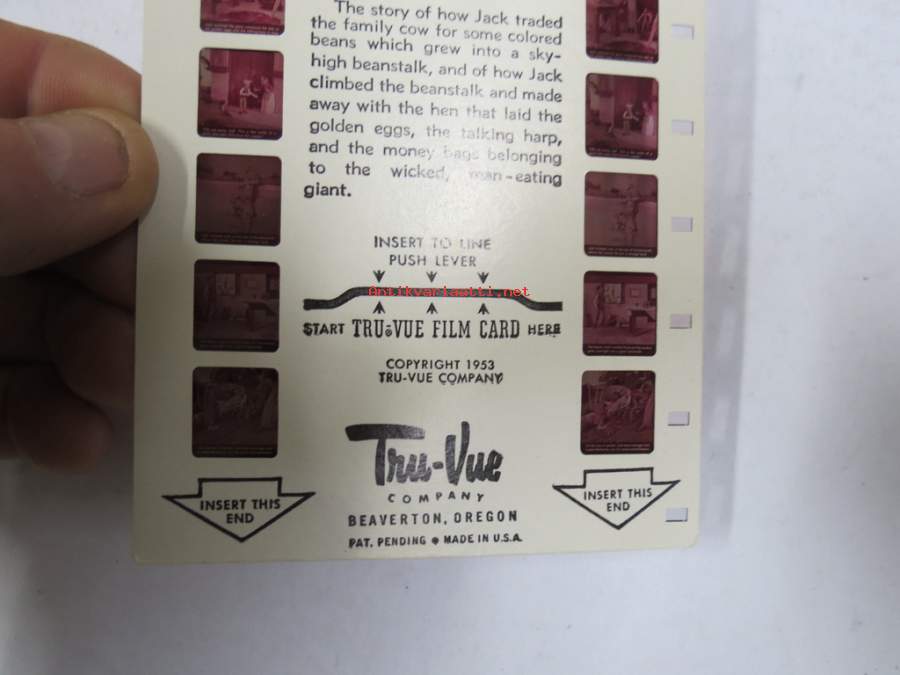 The story of how Jack traded
the family cow for some colored
beans which grew into a sky-
high beanstalk, and of how Jack
climbed the beanstalk and made
away with the hen that laid the
golden eggs, the talking harp,
and the money bags belonging
to the wicked, man-eating
giant.
INSERT TO LINE
PUSH LEVER
Antikvariaatti.net
START TRU-VUE FILM CARD HERE
COPYRIGHT 1953
TRU-VUE COMPANY
Tru-Vue
COMPANY
BEAVERTON, OREGON
PAT. PENDING • MADE IN U.S.A.
INSERT THIS
END
INSERT THIS
END